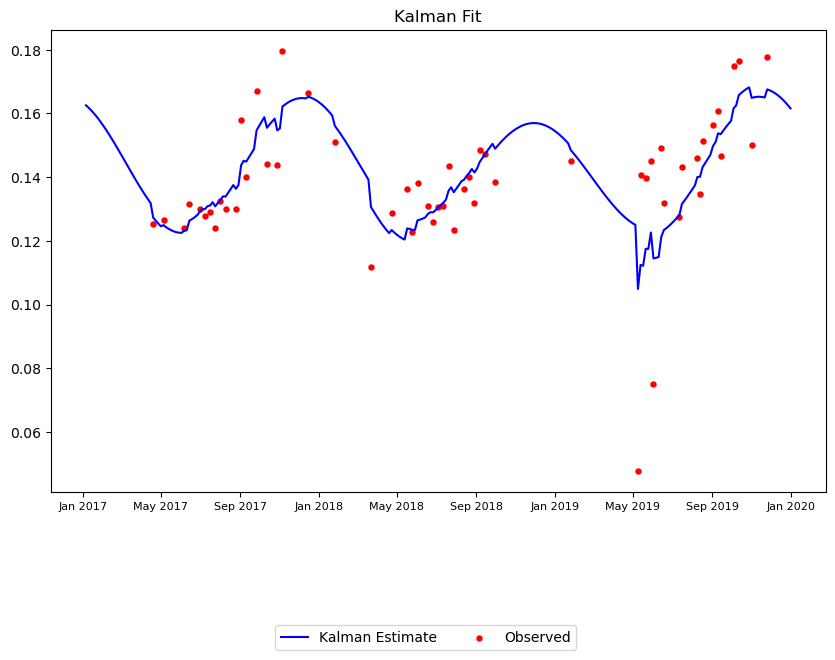 Kalman Fit
0.18
0.16
0.14
0.12
0.10
0.08
0.06
Jan 2017 May 2017 Sep 2017 Jan 2018 May 2018 Sep 2018 Jan 2019 May 2019 Sep 2019 Jan 2020
Kalman Estimate Observed